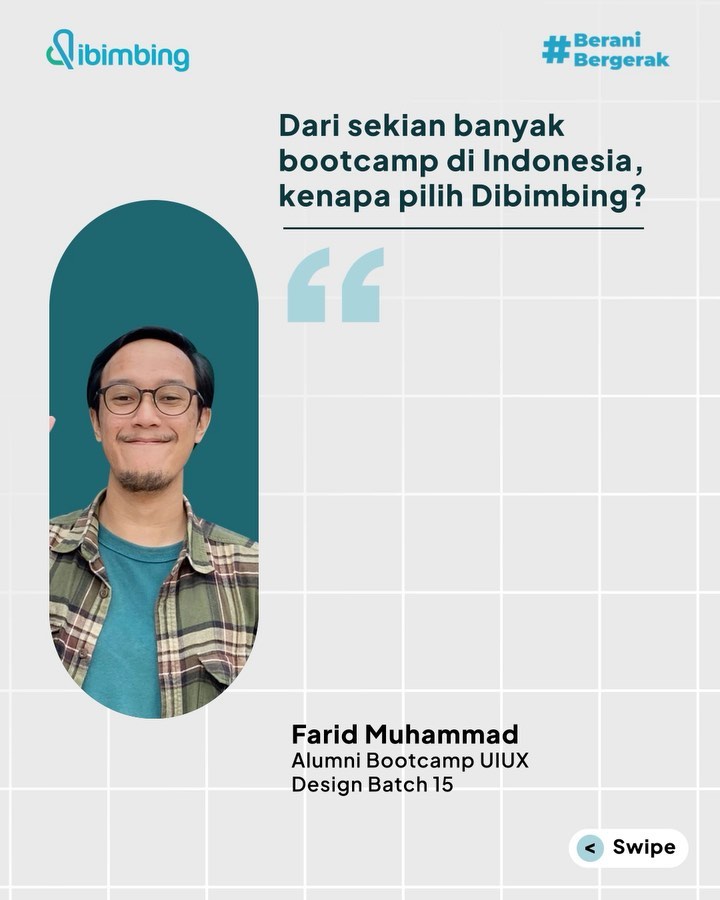 Dibimbing
#Berani
Bergerak
Dari sekian banyak
bootcamp di Indonesia,
kenapa pilih Dibimbing?
“
Farid Muhammad
Alumni Bootcamp UIUX
Design Batch 15
< Swipe